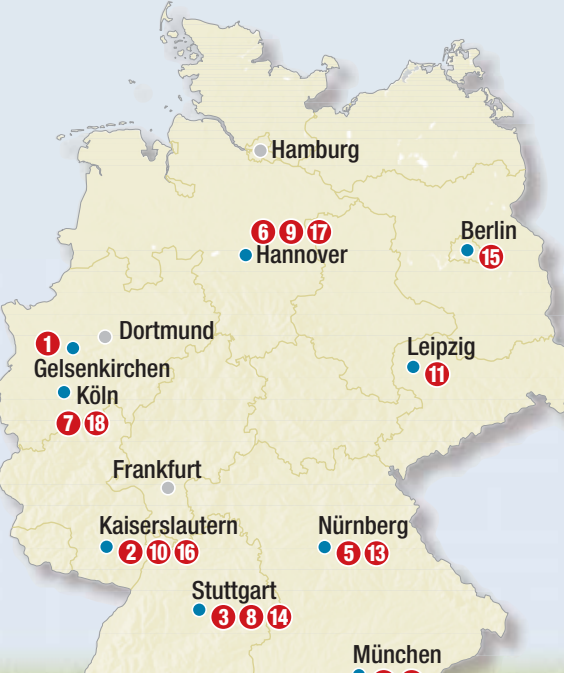 Hamburg
6 9 17
Hannover
Berlin
15
Dortmund
1
Gelsenkirchen
Leipzig
11
Köln
7 18
Frankfurt
Kaiserslautern
2 10 16
Nürnberg
5 13
Stuttgart
3 8 14
München